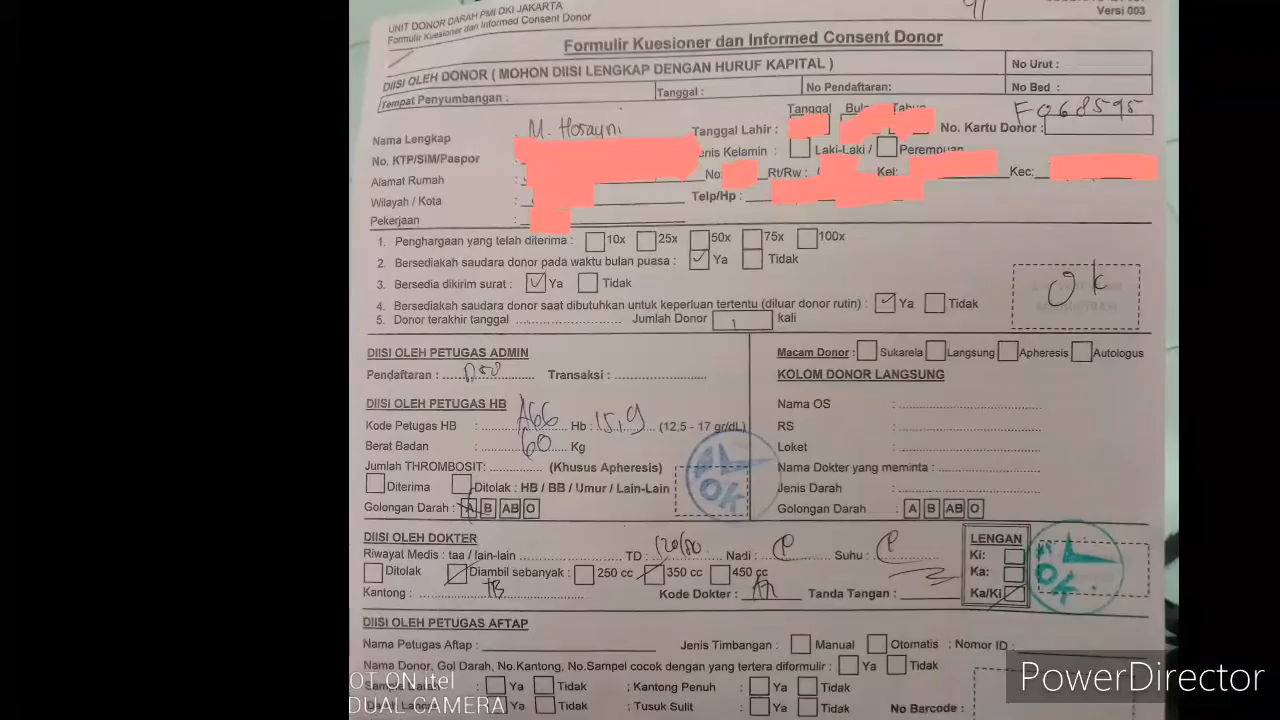 UNIT DONOR DARAH PMI DKI JAKARTA
Formulir Kuesioner dan Informed Consent Donor
Versi 003
Formulir Kuesioner dan Informed Consent Donor
DIISI OLEH DONOR ( MOHON DIISI LENGKAP DENGAN HURUF KAPITAL )
No Urut :
Tempat Penyumbangan : Tanggal : No Pendaftaran: No Bed :
Tanggal Bula Tahun
Nama Lengkap M. Hosayni Tanggal Lahir : No. Kartu Donor: F068595
No. KTP/SIM/Paspor Jenis Kelamin : Laki-Laki / Perempuan
Alamat Rumah No: Rt/Rw : Kel: Kec:
Wilayah / Kota Telp/Hp :
Pekerjaan
1. Penghargaan yang telah diterima : 10x 25x 50x 75x 100x
2. Bersediakah saudara donor pada waktu bulan puasa : Ya Tidak
3. Bersedia dikirim surat : Ya Tidak
4. Bersediakah saudara donor saat dibutuhkan untuk keperluan tertentu (diluar donor rutin) : Ya Tidak
Ok
5. Donor terakhir tanggal Jumlah Donor 1 kali
DIISI OLEH PETUGAS ADMIN Macam Donor : Sukarela Langsung Apheresis Autologus
Pendaftaran : Transaksi : KOLOM DONOR LANGSUNG
DIISI OLEH PETUGAS HB Nama OS :
Kode Petugas HB : A66 Hb : 15,9 (12,5 - 17 gr/dL) RS :
Berat Badan : 60 Kg Loket :
Jumlah THROMBOSIT: (Khusus Apheresis) Nama Dokter yang meminta :
Diterima Ditolak : HB / BB / Umur / Lain-Lain Jenis Darah :
OK
Golongan Darah : A B AB O Golongan Darah : A B AB O
DIISI OLEH DOKTER LENGAN
Riwayat Medis : taa / lain-lain TD : 120/80 Nadi : Suhu : Ki:
Ditolak Diambil sebanyak : 250 cc 350 cc 450 cc Ka:
OK
Kantong : TB Kode Dokter : Tanda Tangan : Ka/Ki
DIISI OLEH PETUGAS AFTAP
Nama Petugas Aftap : Jenis Timbangan : Manual Otomatis : Nomor ID :
Nama Donor, Gol Darah, No.Kantong, No.Sampel cocok dengan yang tertera diformulir : Ya Tidak
Ya Tidak ; Kantong Penuh : Ya Tidak
Ya Tidak ; Tusuk Sulit : Ya Tidak No Barcode :
OT ON itel
DUAL CAMERA
PowerDirector